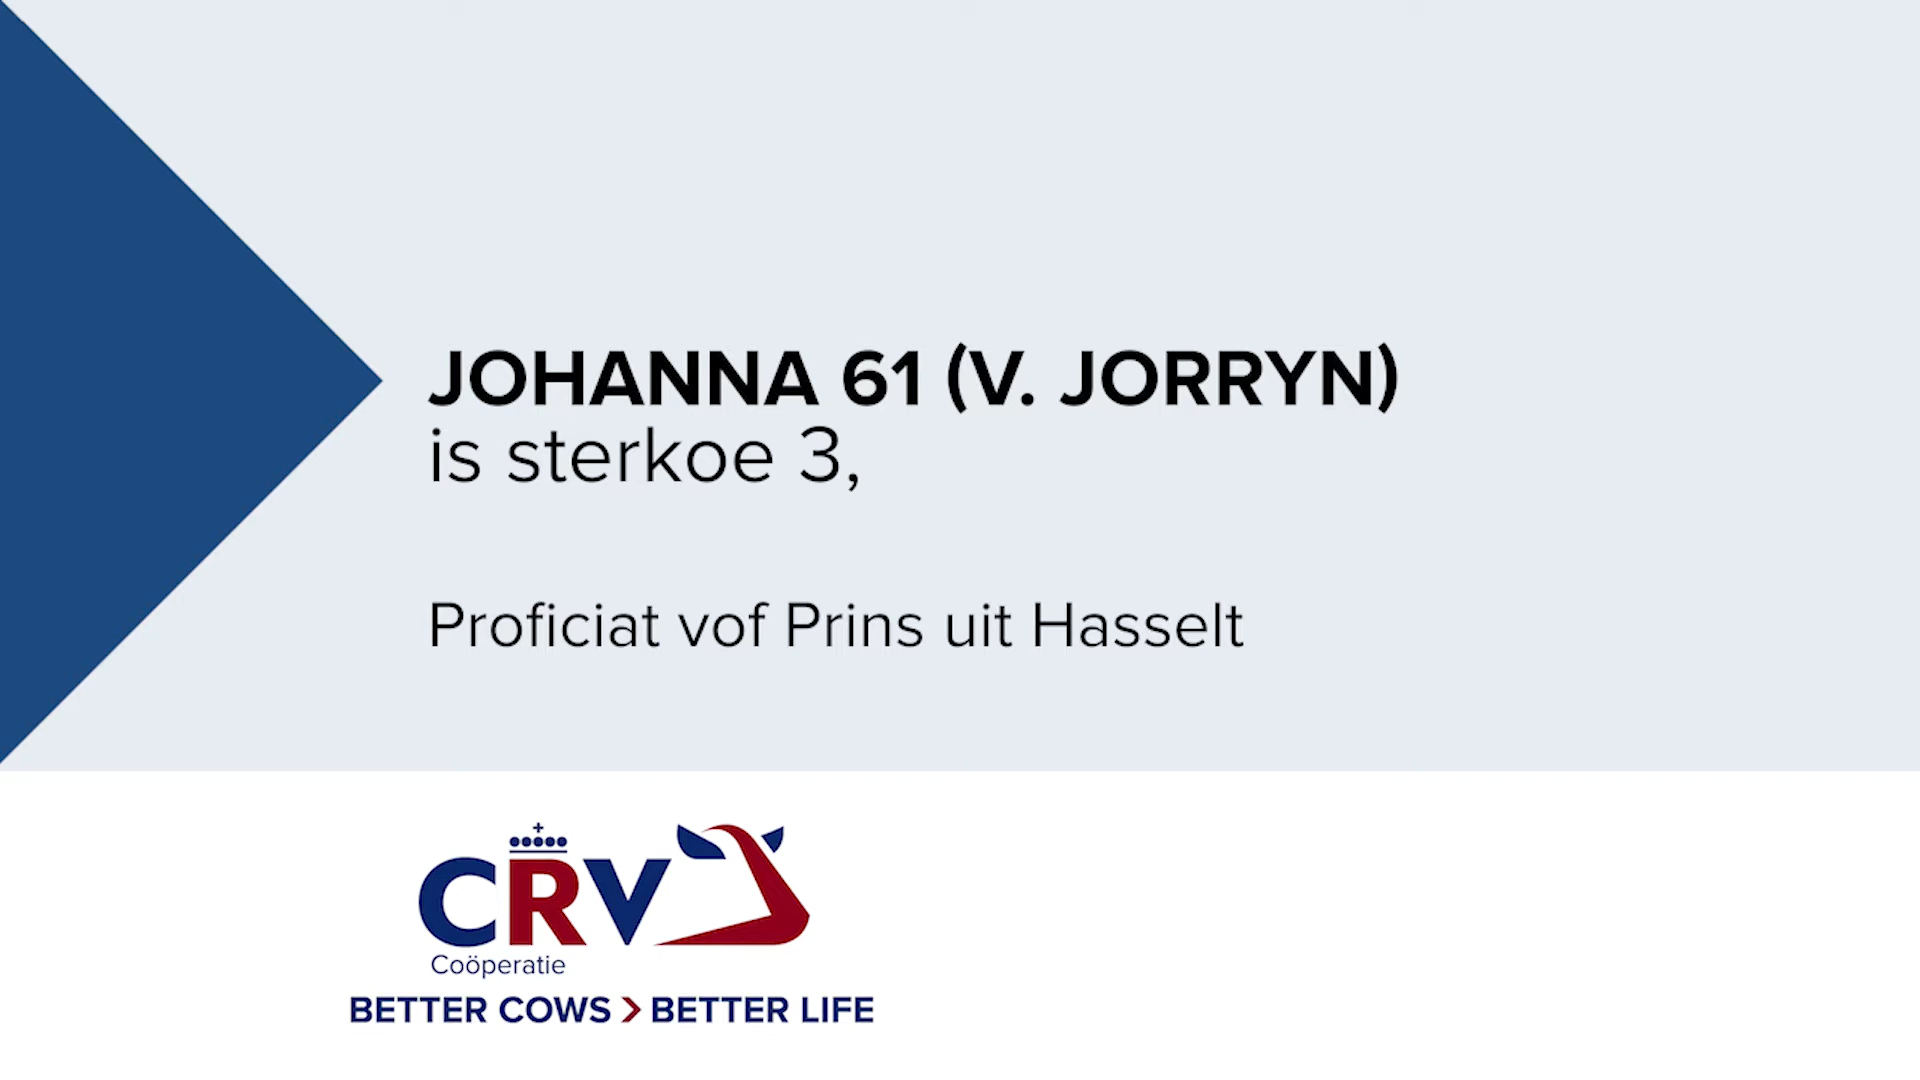 JOHANNA 61 (V. JORRYN)
is sterkoe 3,
Proficiat vof Prins uit Hasselt
CRV
Coöperatie
BETTER COWS > BETTER LIFE